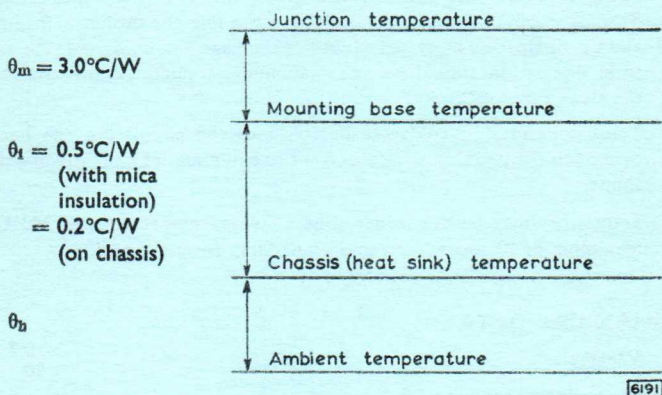 Junction temperature
θm = 3.0°C/W
Mounting base temperature
θi = 0.5°C/W
(with mica
insulation)
= 0.2°C/W
(on chassis)
Chassis (heat sink) temperature
θh
Ambient temperature
6191